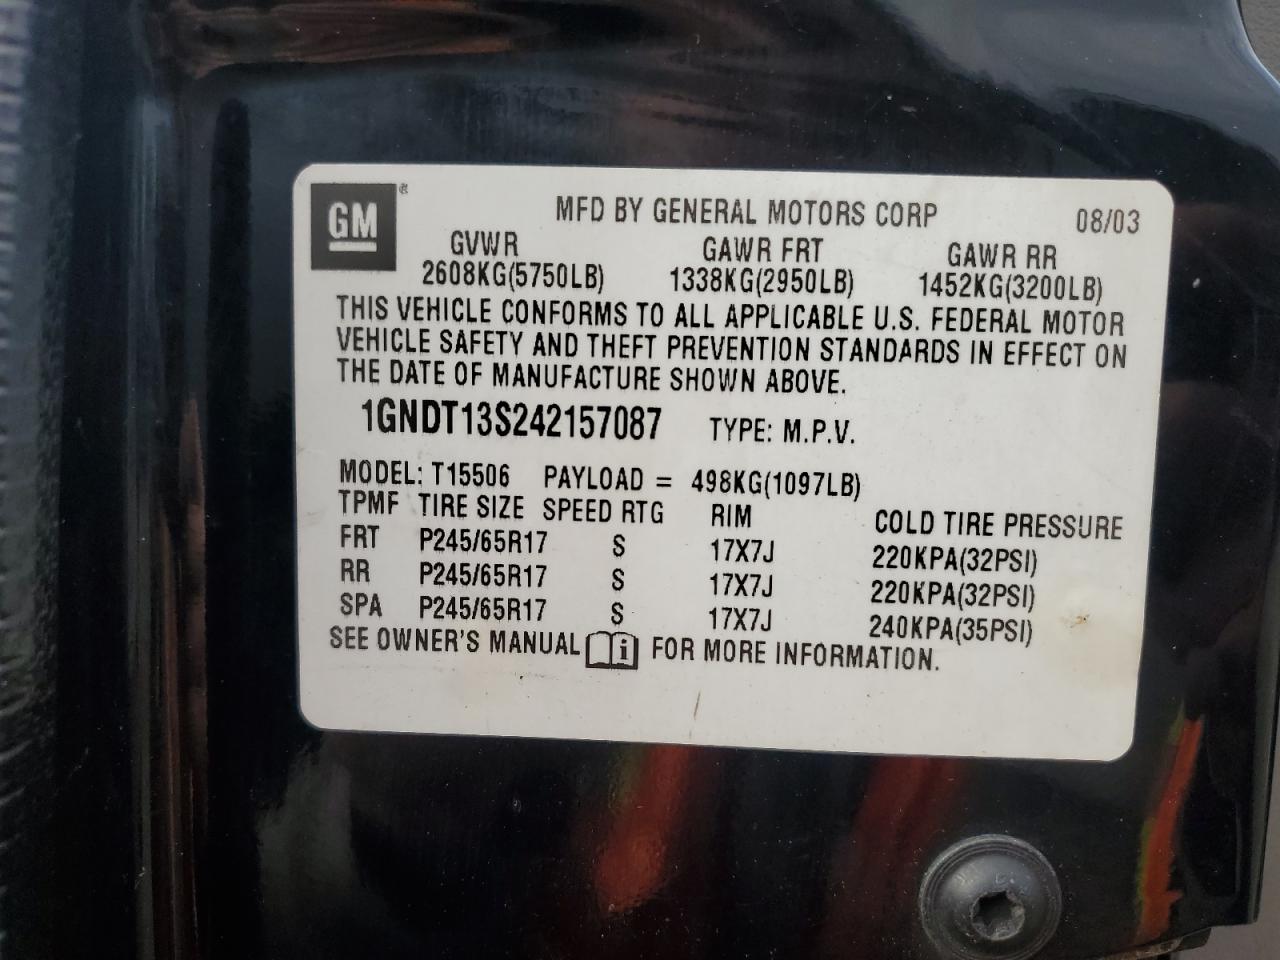 GM ®
MFD BY GENERAL MOTORS CORP 08/03
GVWR GAWR FRT GAWR RR
2608KG(5750LB) 1338KG(2950LB) 1452KG(3200LB)
THIS VEHICLE CONFORMS TO ALL APPLICABLE U.S. FEDERAL MOTOR
VEHICLE SAFETY AND THEFT PREVENTION STANDARDS IN EFFECT ON
THE DATE OF MANUFACTURE SHOWN ABOVE.
1GNDT13S242157087 TYPE: M.P.V.
MODEL: T15506 PAYLOAD = 498KG(1097LB)
TPMF TIRE SIZE SPEED RTG RIM COLD TIRE PRESSURE
FRT P245/65R17 S 17X7J 220KPA(32PSI)
RR P245/65R17 S 17X7J 220KPA(32PSI)
SPA P245/65R17 S 17X7J 240KPA(35PSI)
SEE OWNER'S MANUAL i FOR MORE INFORMATION.